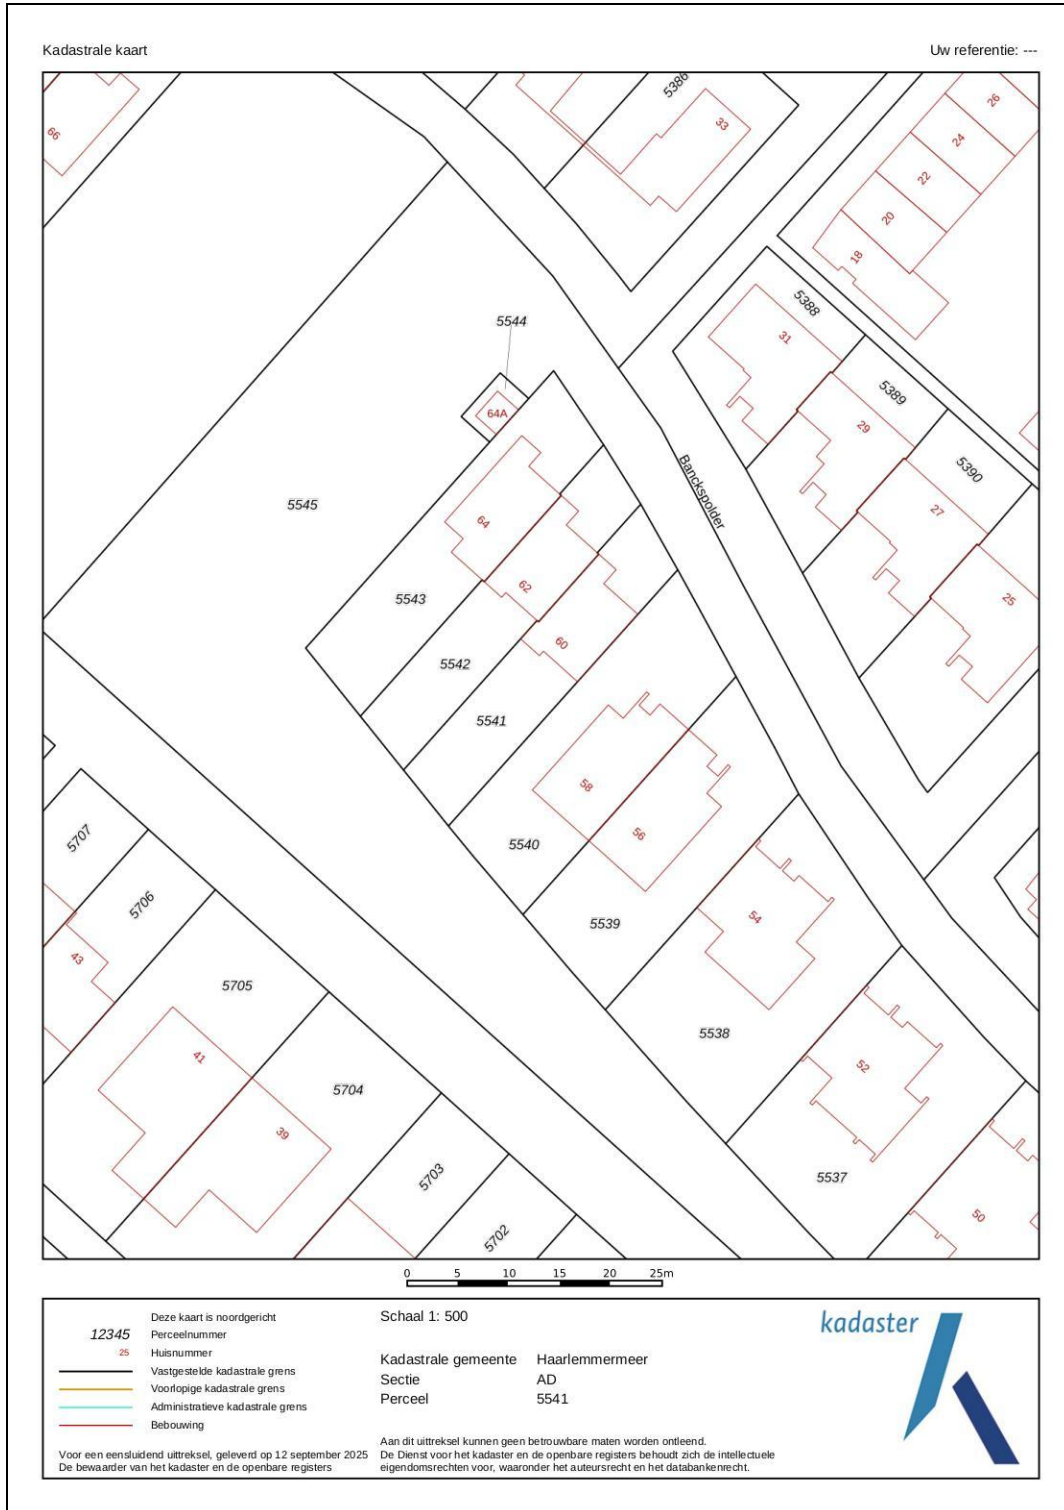 Kadastrale kaart
Uw referentie: ---
5386
26
66
33
24
22
20
18
5388
5544
31
5389
64A
29
5390
Banckspolder
5545
64
27
62
5543
25
60
5542
5541
58
56
5707
5540
5706
54
5539
43
5705
5538
41
52
5704
39
5703
5537
50
5702
0 5 10 15 20 25m
Deze kaart is noordgericht
12345 Perceelnummer
25 Huisnummer
Vastgestelde kadastrale grens
Voorlopige kadastrale grens
Administratieve kadastrale grens
Bebouwing
Voor een eensluidend uittreksel, geleverd op 12 september 2025
De bewaarder van het kadaster en de openbare registers
Schaal 1: 500
Kadastrale gemeente Haarlemmermeer
Sectie AD
Perceel 5541
Aan dit uittreksel kunnen geen betrouwbare maten worden ontleend.
De Dienst voor het kadaster en de openbare registers behoudt zich de intellectuele
eigendomsrechten voor, waaronder het auteursrecht en het databankenrecht.
kadaster